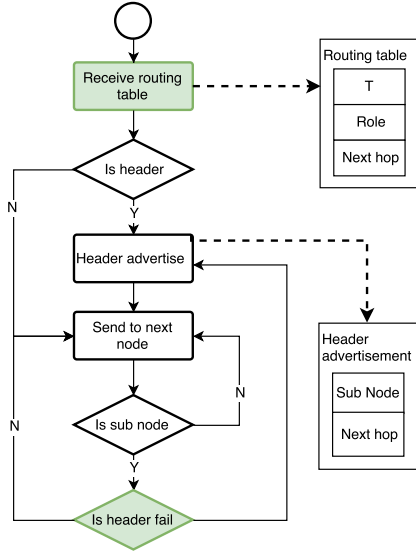 Receive routing
table
Routing table
T
Role
Next hop
Is header
N
Y
Header advertise
Send to next
node
Header
advertisement
Sub Node
Next hop
N
Is sub node
N
Y
Is header fail